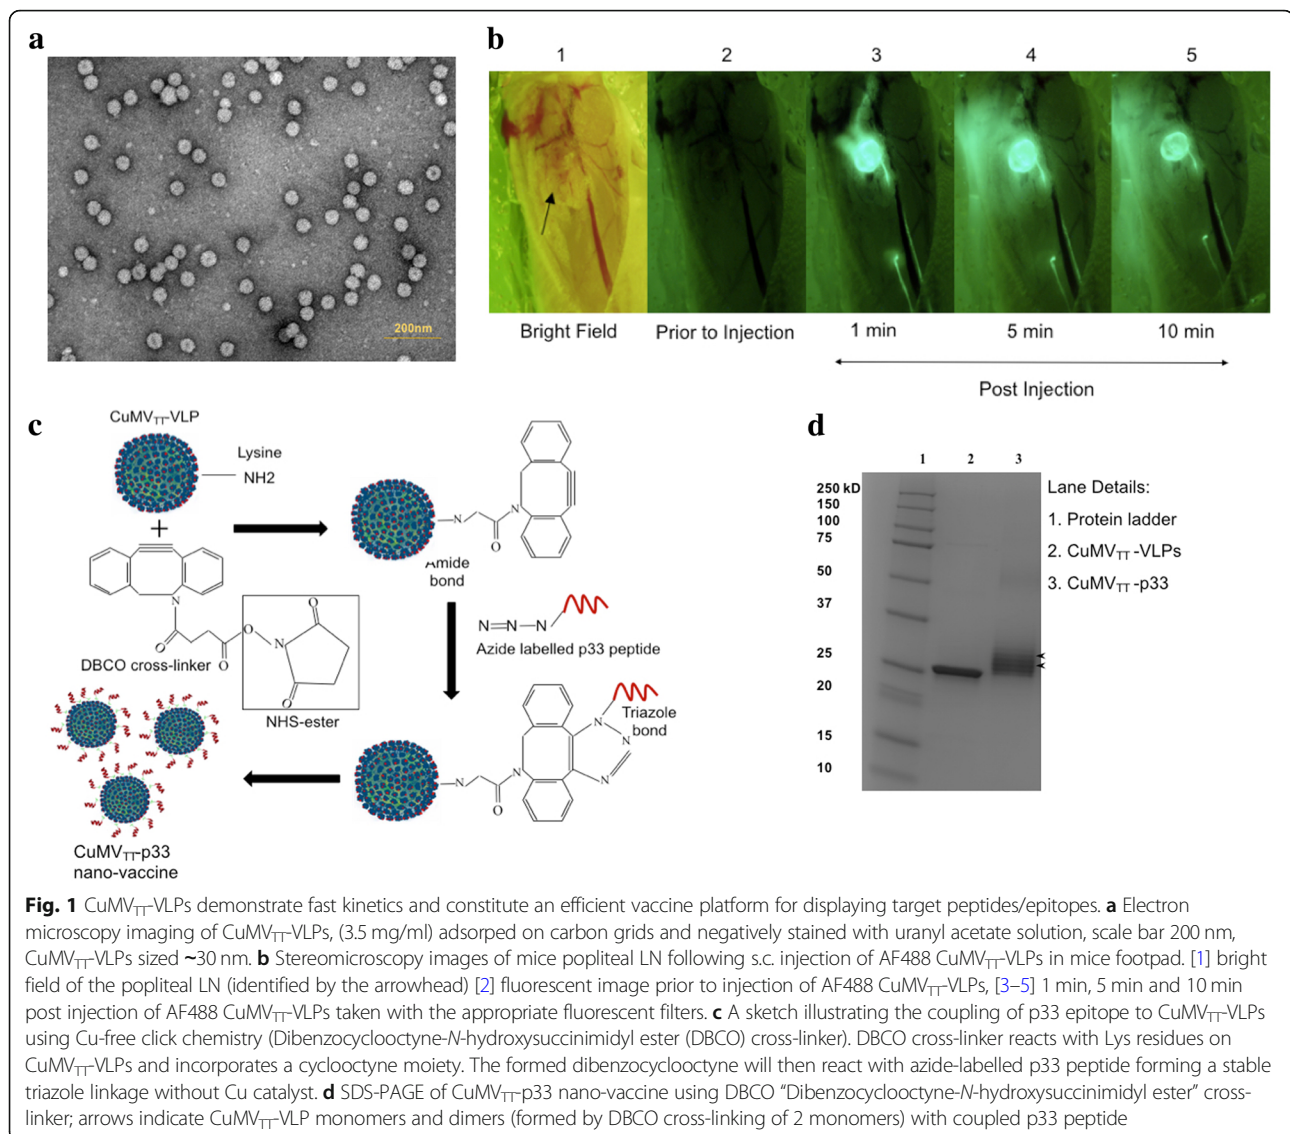 a
200nm
b
1 2 3 4 5
Bright Field Prior to Injection 1 min 5 min 10 min
Post Injection
c
CuMVTT-VLP
Lysine
NH2
+
N
O
O
O
O
N
O
DBCO cross-linker
NHS-ester
N
N
O
Amide
bond
N=N—N
Azide labelled p33 peptide
Triazole
bond
N
N
N
N
N
O
CuMVTT-p33
nano-vaccine
d
1 2 3
250 kD
150
100
75
50
37
25
20
15
10
Lane Details:
1. Protein ladder
2. CuMVTT-VLPs
3. CuMVTT-p33
Fig. 1 CuMVTT-VLPs demonstrate fast kinetics and constitute an efficient vaccine platform for displaying target peptides/epitopes. a Electron
microscopy imaging of CuMVTT-VLPs, (3.5 mg/ml) adsorped on carbon grids and negatively stained with uranyl acetate solution, scale bar 200 nm,
CuMVTT-VLPs sized ~30 nm. b Stereomicroscopy images of mice popliteal LN following s.c. injection of AF488 CuMVTT-VLPs in mice footpad. [1] bright
field of the popliteal LN (identified by the arrowhead) [2] fluorescent image prior to injection of AF488 CuMVTT-VLPs, [3–5] 1 min, 5 min and 10 min
post injection of AF488 CuMVTT-VLPs taken with the appropriate fluorescent filters. c A sketch illustrating the coupling of p33 epitope to CuMVTT-VLPs
using Cu-free click chemistry (Dibenzocyclooctyne-N-hydroxysuccinimidyl ester (DBCO) cross-linker). DBCO cross-linker reacts with Lys residues on
CuMVTT-VLPs and incorporates a cyclooctyne moiety. The formed dibenzocyclooctyne will then react with azide-labelled p33 peptide forming a stable
triazole linkage without Cu catalyst. d SDS-PAGE of CuMVTT-p33 nano-vaccine using DBCO “Dibenzocyclooctyne-N-hydroxysuccinimidyl ester” cross-
linker; arrows indicate CuMVTT-VLP monomers and dimers (formed by DBCO cross-linking of 2 monomers) with coupled p33 peptide